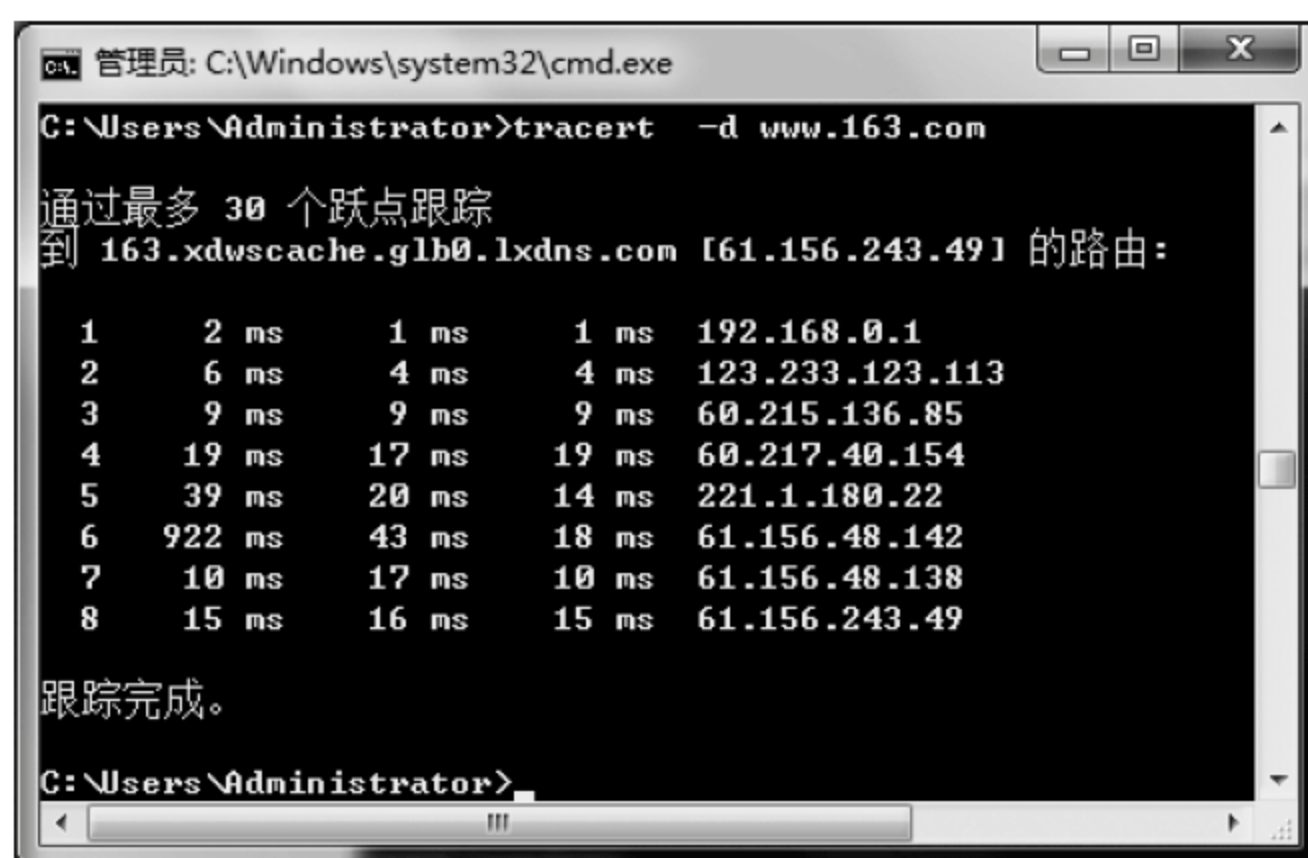 管理员: C:\Windows\system32\cmd.exe
C:\Users\Administrator>tracert -d www.163.com
通过最多 30 个跃点跟踪
到 163.xdwscache.glb0.lxdns.com [61.156.243.49] 的路由:
1 2 ms 1 ms 1 ms 192.168.0.1
2 6 ms 4 ms 4 ms 123.233.123.113
3 9 ms 9 ms 9 ms 60.215.136.85
4 19 ms 17 ms 19 ms 60.217.40.154
5 39 ms 20 ms 14 ms 221.1.180.22
6 922 ms 43 ms 18 ms 61.156.48.142
7 10 ms 17 ms 10 ms 61.156.48.138
8 15 ms 16 ms 15 ms 61.156.243.49
跟踪完成。
C:\Users\Administrator>